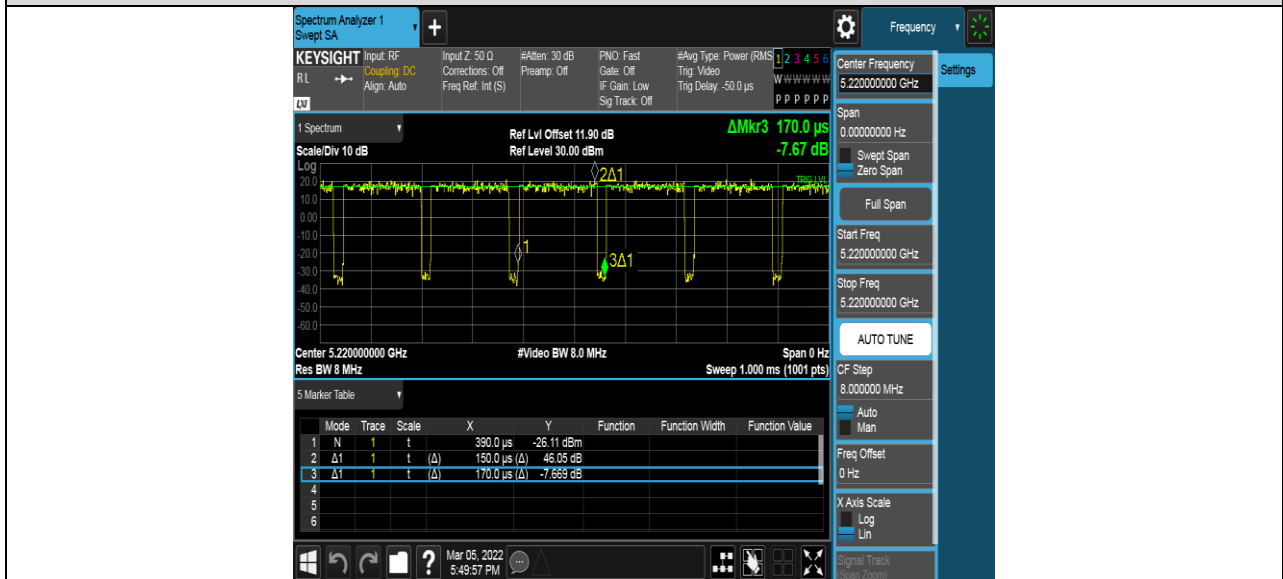 Spectrum Analyzer 1
Swept SA
+
Frequency
KEYSIGHT
RL
LXI
Input: RF
Coupling: DC
Align: Auto
Input Z: 50 Ω
Corrections: Off
Freq Ref: Int (S)
#Atten: 30 dB
Preamp: Off
PNO: Fast
Gate: Off
IF Gain: Low
Sig Track: Off
#Avg Type: Power (RMS
Trig: Video
Trig Delay: -50.0 µs
1 2 3 4 5 6
W W W W W W
P P P P P P
1 Spectrum
Scale/Div 10 dB
Ref Lvl Offset 11.90 dB
Ref Level 30.00 dBm
ΔMkr3 170.0 µs
-7.67 dB
Log
20.0
10.0
0.00
-10.0
-20.0
-30.0
-40.0
-50.0
-60.0
2Δ1
TRIG LVL
1
3Δ1
Center 5.220000000 GHz
#Video BW 8.0 MHz
Span 0 Hz
Res BW 8 MHz
Sweep 1.000 ms (1001 pts)
5 Marker Table
Mode Trace Scale X Y Function Function Width Function Value
1 N 1 t 390.0 µs -26.11 dBm
2 Δ1 1 t (Δ) 150.0 µs (Δ) 46.05 dB
3 Δ1 1 t (Δ) 170.0 µs (Δ) -7.669 dB
4
5
6
?
Mar 05, 2022
5:49:57 PM
Center Frequency
5.220000000 GHz
Settings
Span
0.00000000 Hz
Swept Span
Zero Span
Full Span
Start Freq
5.220000000 GHz
Stop Freq
5.220000000 GHz
AUTO TUNE
CF Step
8.000000 MHz
Auto
Man
Freq Offset
0 Hz
X Axis Scale
Log
Lin
Signal Track
(Span Zoom)